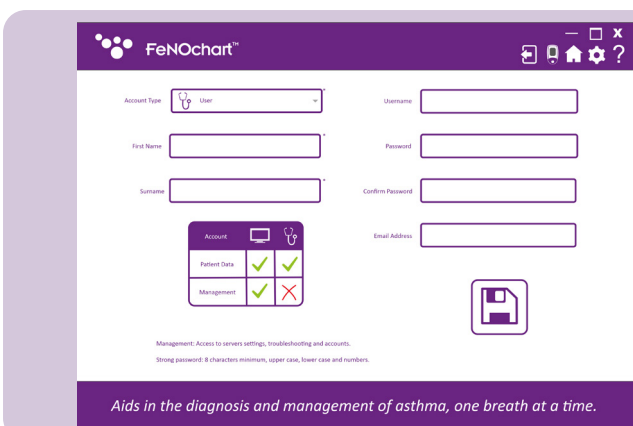 FeNOchart™
Account Type
User
*
Username
First Name
*
Password
Surname
*
Confirm Password
Account
Email Address
Patient Data
Management
Management: Access to servers settings, troubleshooting and accounts.
Strong password: 8 characters minimum, upper case, lower case and numbers.
Aids in the diagnosis and management of asthma, one breath at a time.